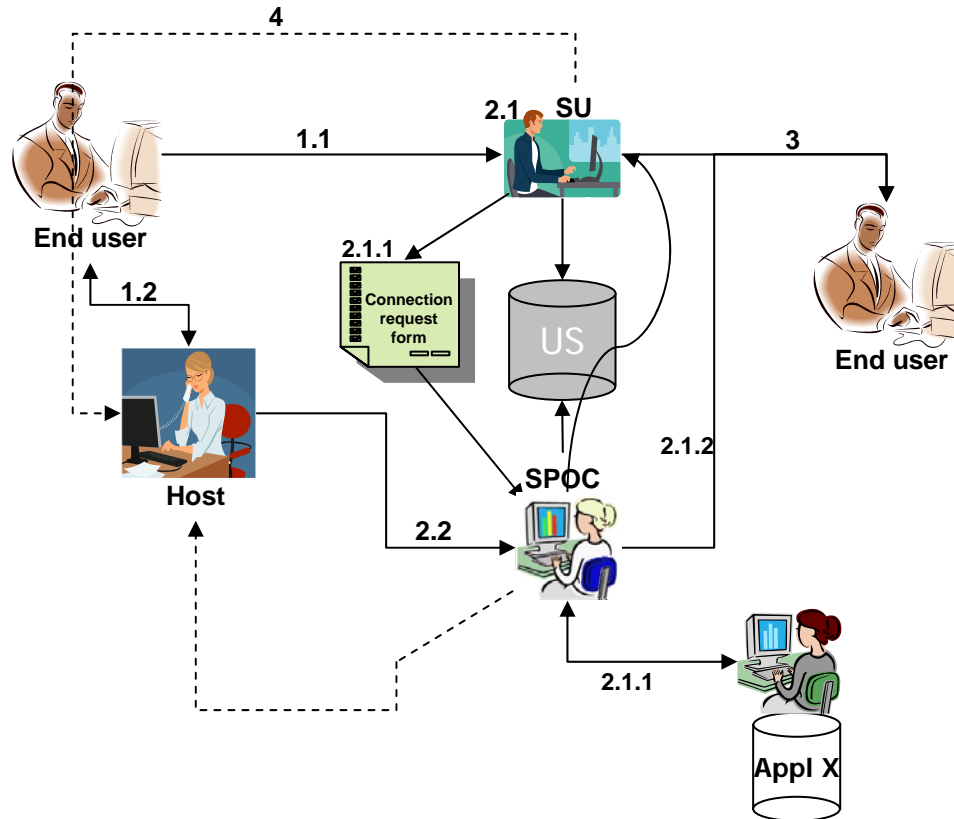 4
2.1
SU
1.1
3
End user
2.1.1
1.2
Connection
request
form
US
End user
2.1.2
SPOC
Host
2.2
2.1.1
Appl X